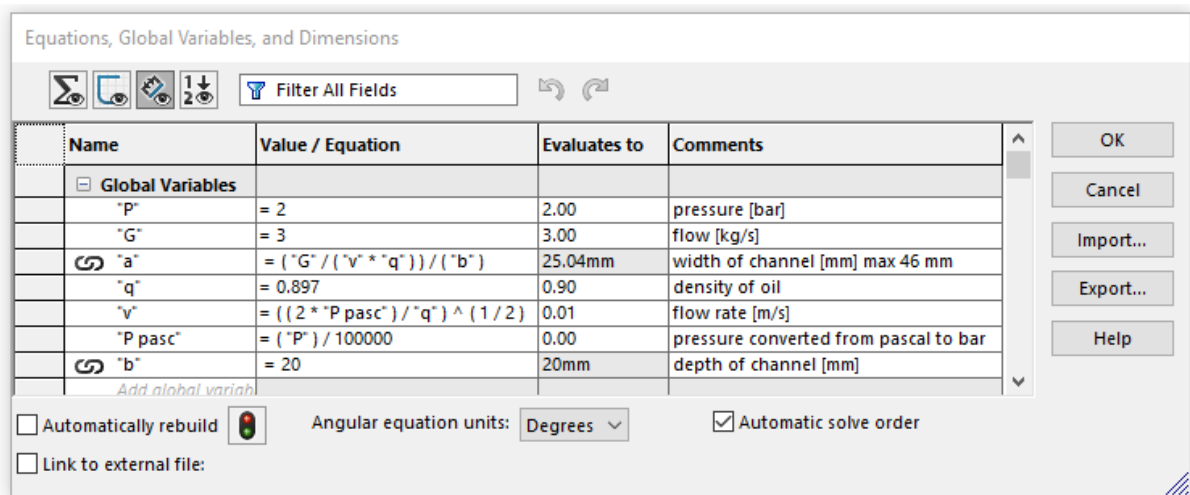 Equations, Global Variables, and Dimensions
Filter All Fields
Name Value / Equation Evaluates to Comments
Global Variables
"P" = 2 2.00 pressure [bar]
"G" = 3 3.00 flow [kg/s]
"a" = ( "G" / ( "v" * "q" ) ) / ( "b" ) 25.04mm width of channel [mm] max 46 mm
"q" = 0.897 0.90 density of oil
"v" = ( ( 2 * "P pasc" ) / "q" ) ^ ( 1 / 2 ) 0.01 flow rate [m/s]
"P pasc" = ( "P" ) / 100000 0.00 pressure converted from pascal to bar
"b" = 20 20mm depth of channel [mm]
Add global variab
OK
Cancel
Import...
Export...
Help
Automatically rebuild Angular equation units: Degrees Automatic solve order
Link to external file: